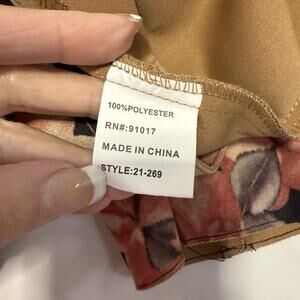 100%POLYESTER
RN#:91017
MADE IN CHINA
STYLE:21-269